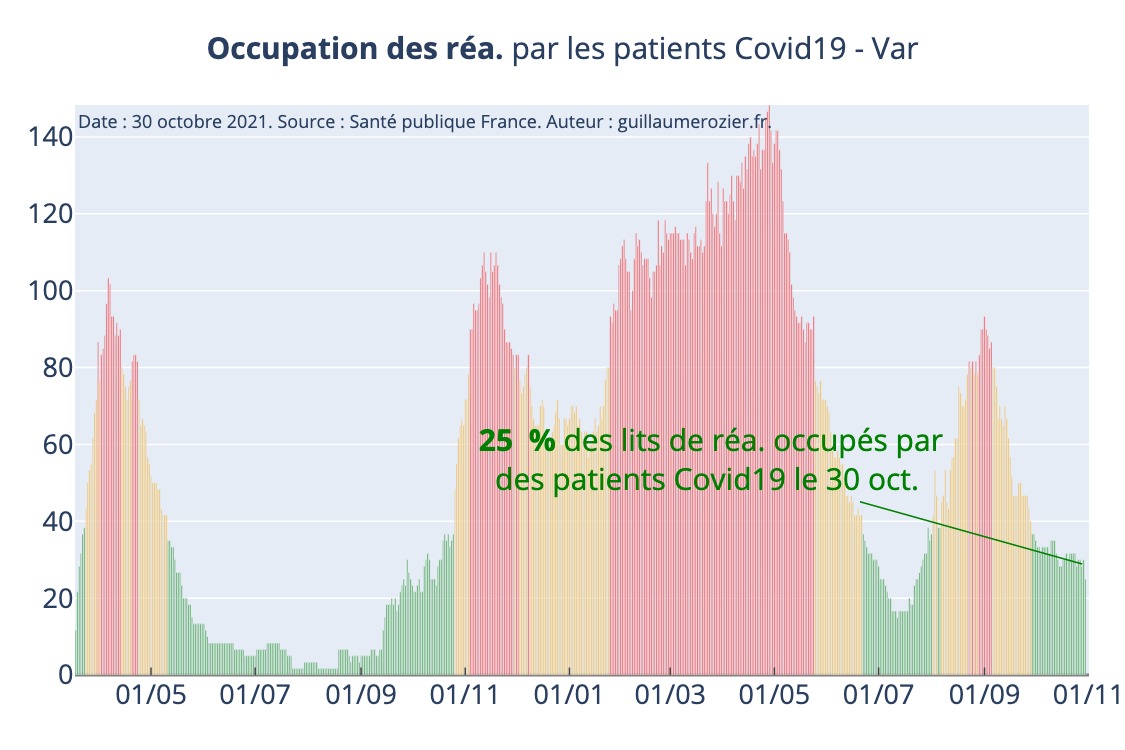 Occupation des réa. par les patients Covid19 - Var
Date : 30 octobre 2021. Source : Santé publique France. Auteur : guillaumerozier.fr.
140
120
100
80
60
40
20
0
25 % des lits de réa. occupés par
des patients Covid19 le 30 oct.
01/05 01/07 01/09 01/11 01/01 01/03 01/05 01/07 01/09 01/11